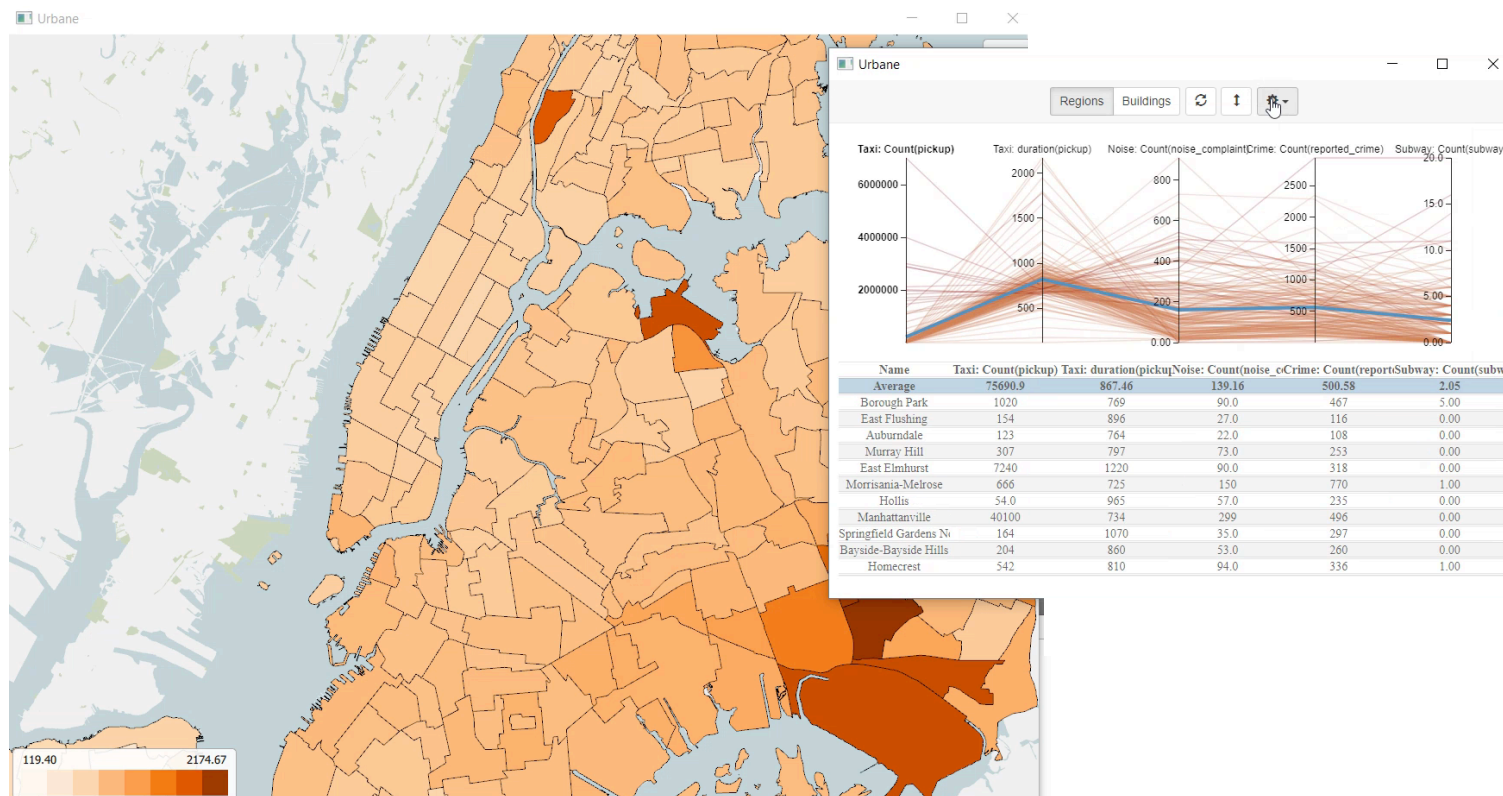 Urbane
Urbane
Regions Buildings
Taxi: Count(pickup) Taxi: duration(pickup) Noise: Count(noise_complaint Crime: Count(reported_crime) Subway: Count(subway
6000000
4000000
2000000
2000
1500
1000
500
800
600
400
200
0.00
2500
2000
1500
1000
500
20.0
15.0
10.0
5.00
0.00
Name Taxi: Count(pickup) Taxi: duration(pickup Noise: Count(noise_c Crime: Count(report Subway: Count(subw
Average 75690.9 867.46 139.16 500.58 2.05
Borough Park 1020 769 90.0 467 5.00
East Flushing 154 896 27.0 116 0.00
Auburndale 123 764 22.0 108 0.00
Murray Hill 307 797 73.0 253 0.00
East Elmhurst 7240 1220 90.0 318 0.00
Morrisania-Melrose 666 725 150 770 1.00
Hollis 54.0 965 57.0 235 0.00
Manhattanville 40100 734 299 496 0.00
Springfield Gardens N 164 1070 35.0 297 0.00
Bayside-Bayside Hills 204 860 53.0 260 0.00
Homecrest 542 810 94.0 336 1.00
119.40 2174.67